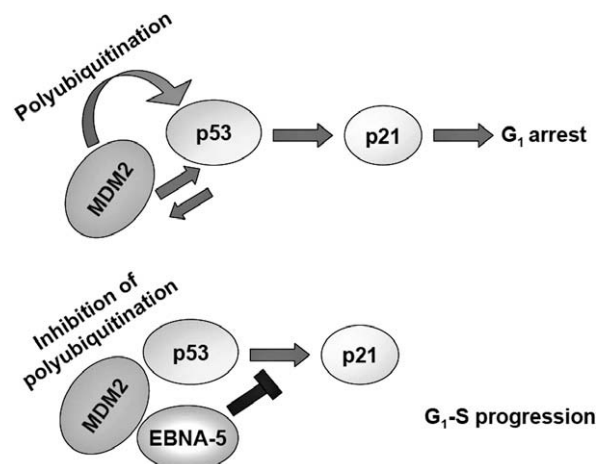 Polyubiquitination
p53
p21
G₁ arrest
MDM2
Inhibition of
polyubiquitination
p53
p21
MDM2
EBNA-5
G₁-S progression